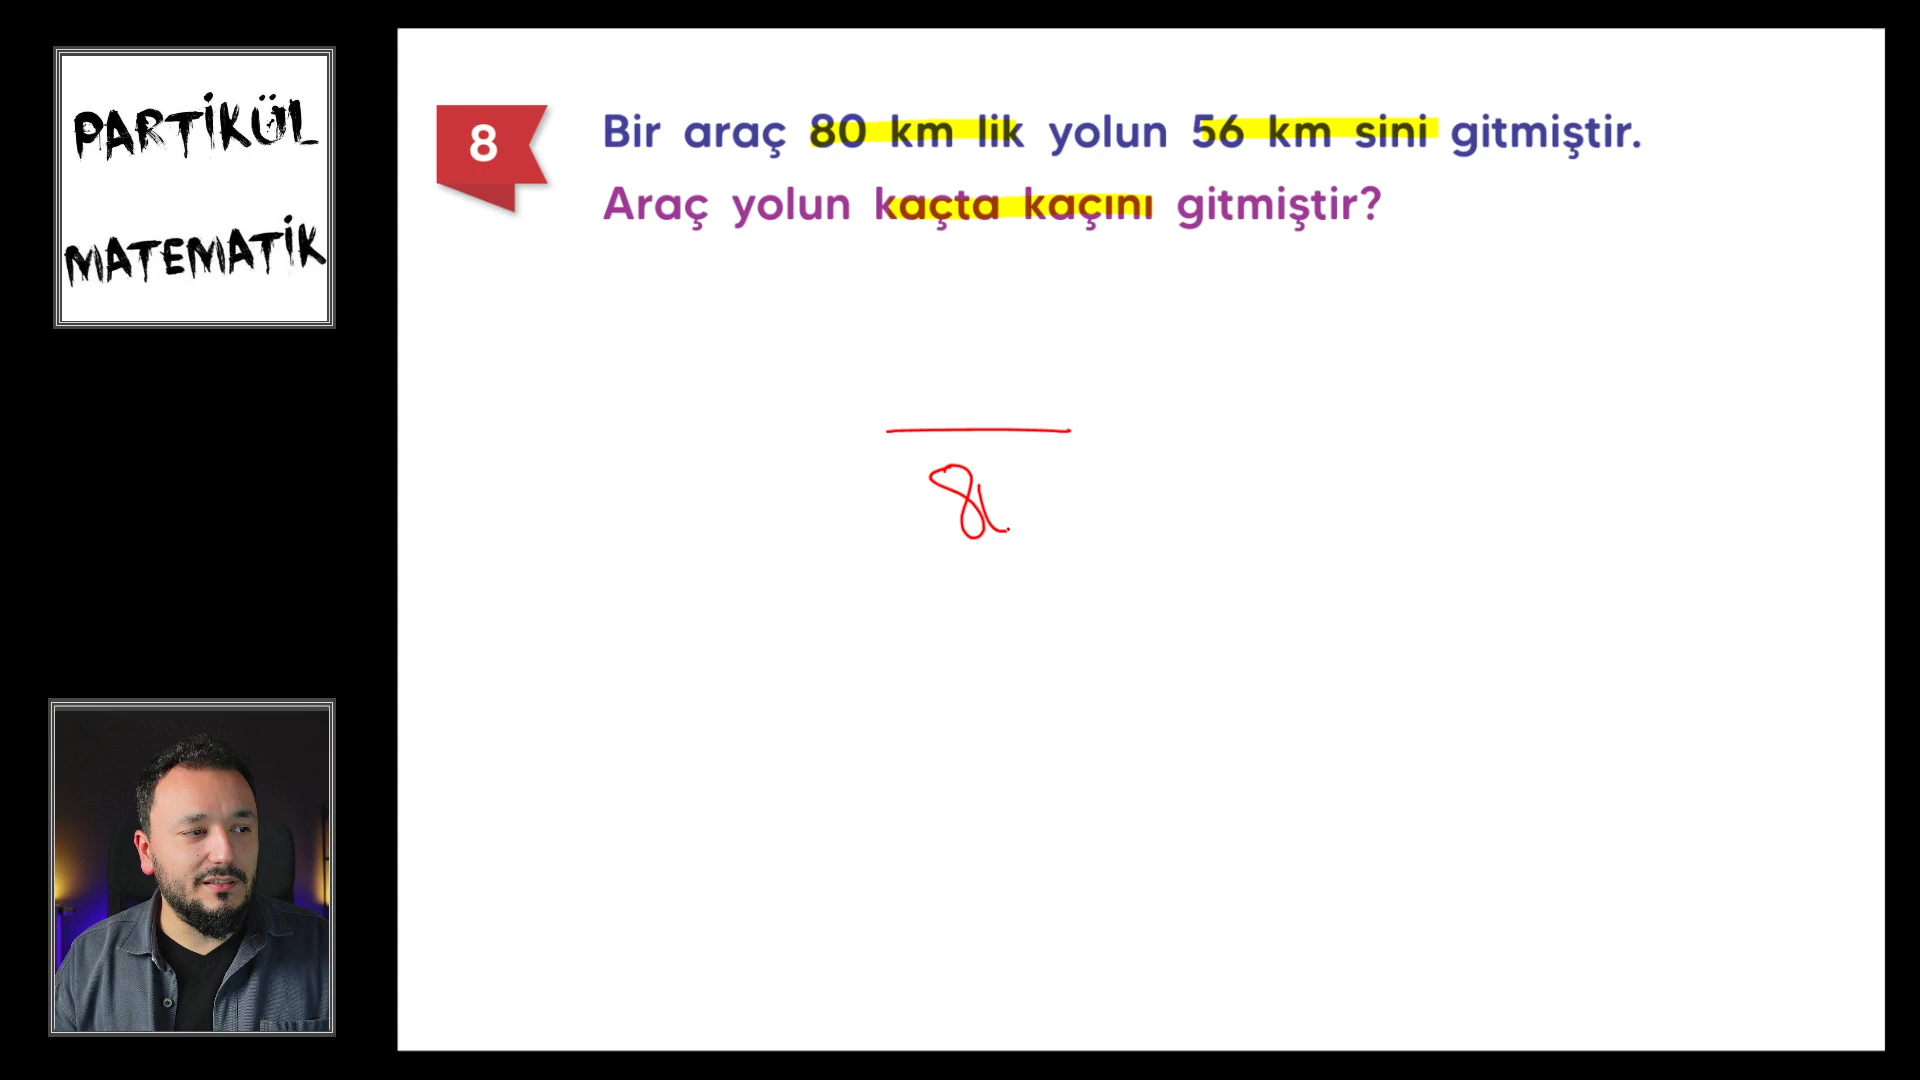 PARTİKÜL
MATEMATİK
8
Bir araç 80 km lik yolun 56 km sini gitmiştir.
Araç yolun kaçta kaçını gitmiştir?
8